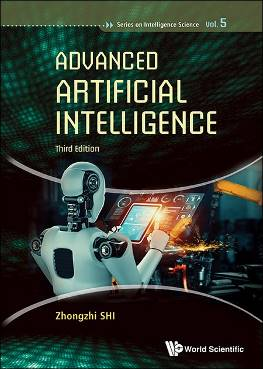 Series on Intelligence Science Vol. 5
ADVANCED
ARTIFICIAL
INTELLIGENCE
Third Edition
Zhongzhi SHI
World Scientific